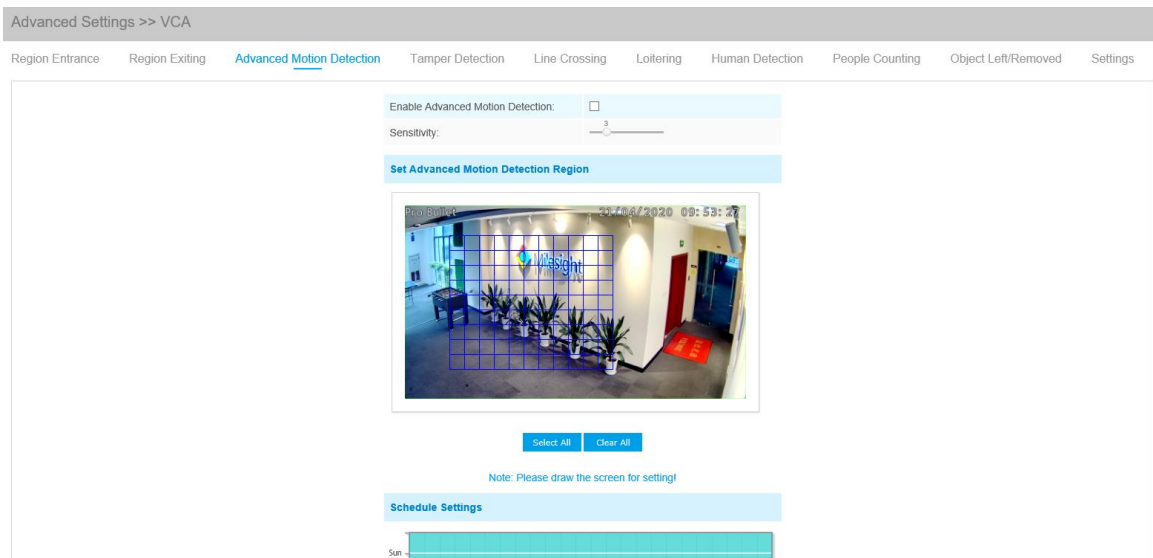 Advanced Settings >> VCA
Region Entrance Region Exiting Advanced Motion Detection Tamper Detection Line Crossing Loitering Human Detection People Counting Object Left/Removed Settings
Enable Advanced Motion Detection:
Sensitivity: 3
Set Advanced Motion Detection Region
Pro Bullet 21/04/2020 09:53:27
Milesight
Select All Clear All
Note: Please draw the screen for setting!
Schedule Settings
Sun